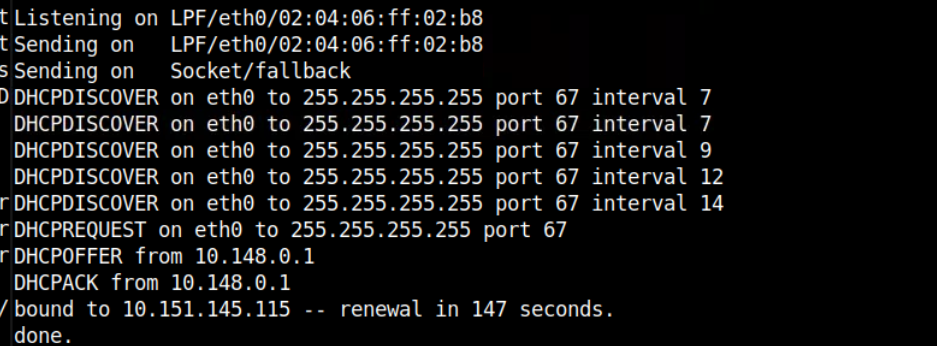 t Listening on LPF/eth0/02:04:06:ff:02:b8
t Sending on   LPF/eth0/02:04:06:ff:02:b8
s Sending on   Socket/fallback
D DHCPDISCOVER on eth0 to 255.255.255.255 port 67 interval 7
DHCPDISCOVER on eth0 to 255.255.255.255 port 67 interval 7
DHCPDISCOVER on eth0 to 255.255.255.255 port 67 interval 9
DHCPDISCOVER on eth0 to 255.255.255.255 port 67 interval 12
r DHCPDISCOVER on eth0 to 255.255.255.255 port 67 interval 14
r DHCPREQUEST on eth0 to 255.255.255.255 port 67
r DHCPOFFER from 10.148.0.1
DHCPACK from 10.148.0.1
/ bound to 10.151.145.115 -- renewal in 147 seconds.
done.